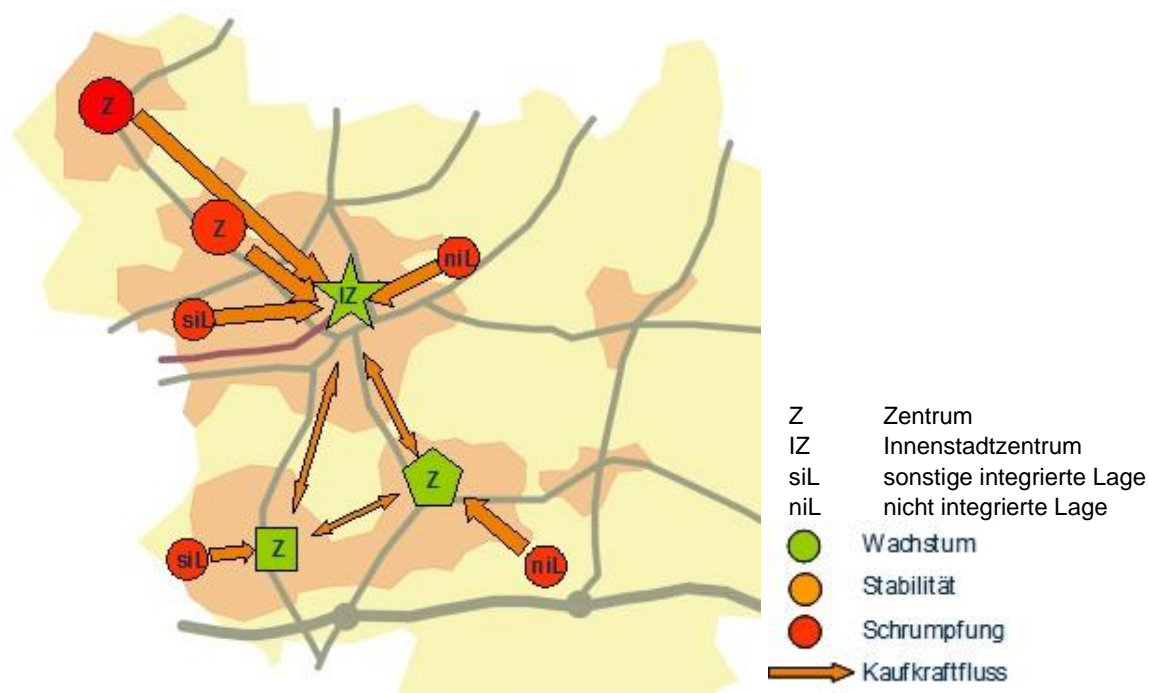 Z
Z
niL
IZ
siL
Z
siL
Z
niL
Z Zentrum
IZ Innenstadtzentrum
siL sonstige integrierte Lage
niL nicht integrierte Lage
Wachstum
Stabilität
Schrumpfung
Kaufkraftfluss